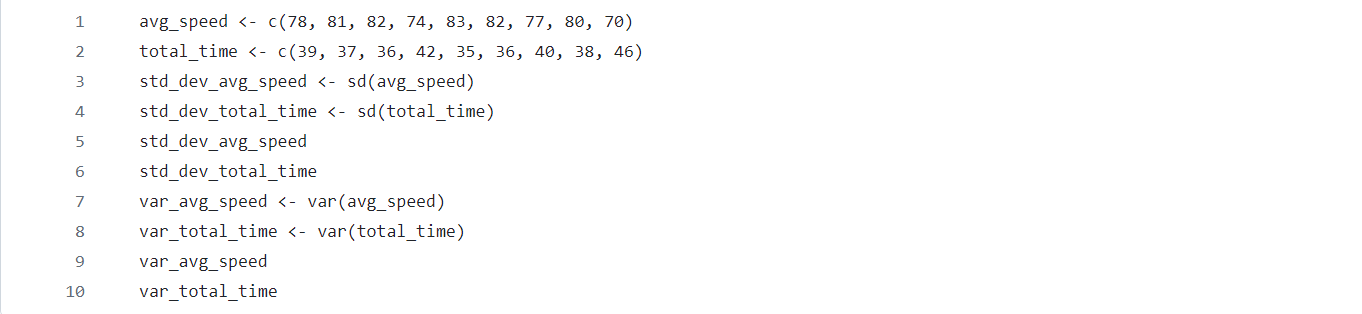 1 avg_speed <- c(78, 81, 82, 74, 83, 82, 77, 80, 70)
2 total_time <- c(39, 37, 36, 42, 35, 36, 40, 38, 46)
3 std_dev_avg_speed <- sd(avg_speed)
4 std_dev_total_time <- sd(total_time)
5 std_dev_avg_speed
6 std_dev_total_time
7 var_avg_speed <- var(avg_speed)
8 var_total_time <- var(total_time)
9 var_avg_speed
10 var_total_time